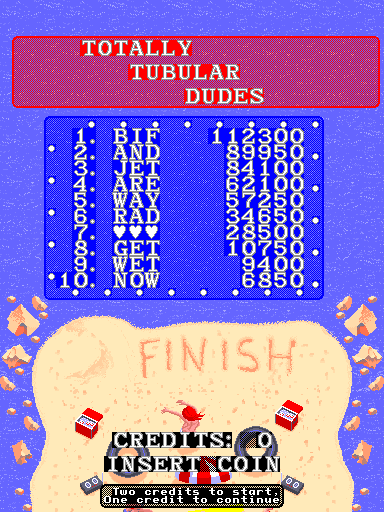 TOTALLY
TUBULAR
DUDES
1. BIF 112300
2. AND 89950
3. JET 84100
4. ARE 62100
5. WAY 57250
6. RAD 34650
7. ♥♥♥ 28500
8. GET 10750
9. WET 9400
10. NOW 6850
FINISH
CREDITS: 0
INSERT COIN
Two credits to start,
One credit to continue